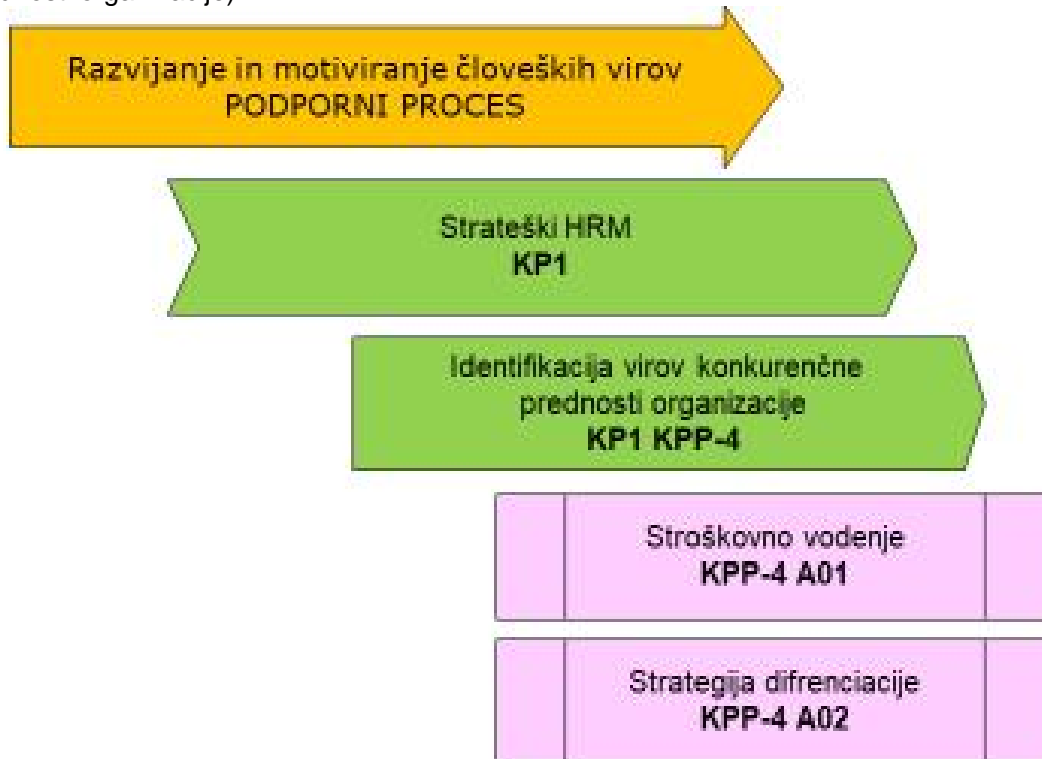 Razvijanje in motiviranje človeških virov
PODPORNI PROCES
Strateški HRM
KP1
Identifikacija virov konkurenčne
prednosti organizacije
KP1 KPP-4
Stroškovno vodenje
KPP-4 A01
Strategija difrenciacije
KPP-4 A02